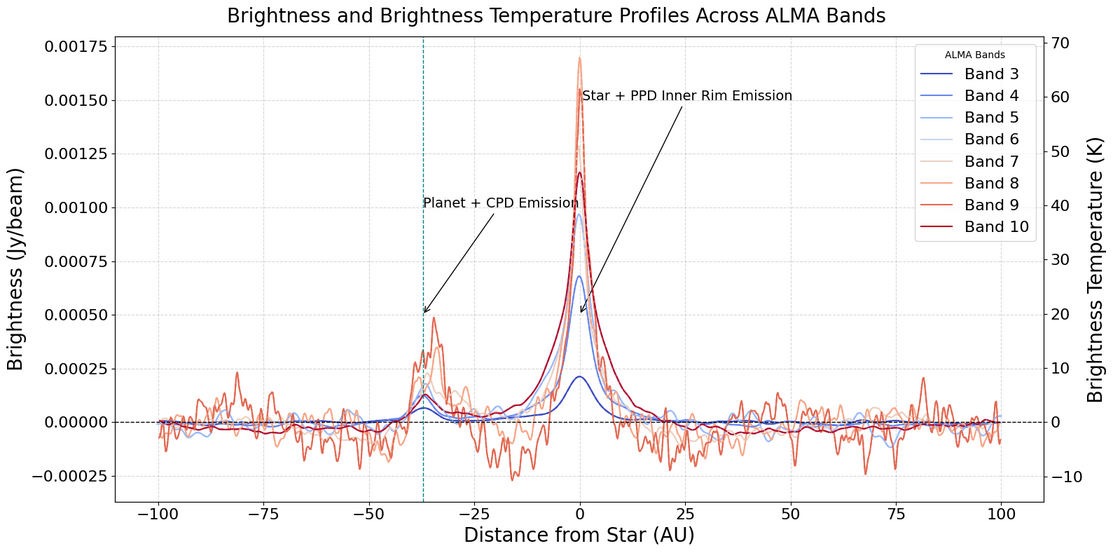 Brightness and Brightness Temperature Profiles Across ALMA Bands
Brightness (Jy/beam)
0.00175
0.00150
0.00125
0.00100
0.00075
0.00050
0.00025
0.00000
−0.00025
Planet + CPD Emission
Star + PPD Inner Rim Emission
ALMA Bands
Band 3
Band 4
Band 5
Band 6
Band 7
Band 8
Band 9
Band 10
70
60
50
40
30
20
10
0
−10
Brightness Temperature (K)
−100
−75
−50
−25
0
25
50
75
100
Distance from Star (AU)